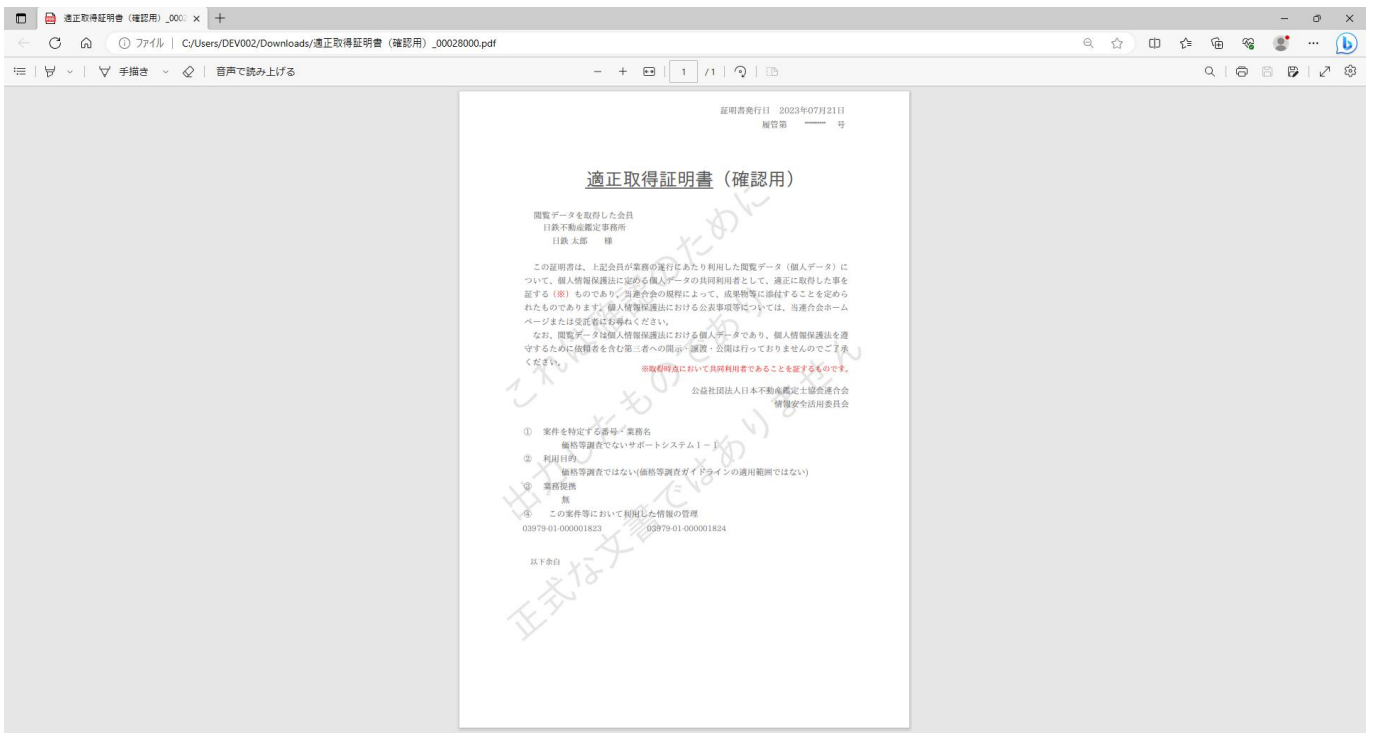 適正取得証明書（確認用）_000
ファイル C:/Users/DEV002/Downloads/適正取得証明書（確認用）_00028000.pdf
手描き 音声で読み上げる 1 /1
証明書発行日 2023年07月21日
履管第 ******* 号
適正取得証明書（確認用）
閲覧データを取得した会員
日鉄不動産鑑定事務所
日鉄 太郎 様
この証明書は、上記会員が業務の遂行にあたり利用した閲覧データ（個人データ）に
ついて、個人情報保護法に定める個人データの共同利用者として、適正に取得した事を
証する（※）ものであり、当連合会の規程によって、成果物等に添付することを定めら
れたものであります。個人情報保護法における公表事項等については、当連合会ホーム
ページまたは受託者にお尋ねください。
なお、閲覧データは個人情報保護法における個人データであり、個人情報保護法を遵
守するために依頼者を含む第三者への開示・譲渡・公開は行っておりませんのでご了承
ください。
※取得時点において共同利用者であることを証するものです。
公益社団法人日本不動産鑑定士協会連合会
情報安全活用委員会
① 案件を特定する番号・業務名
価格等調査でないサポートシステムⅠ－Ⅰ
② 利用目的
価格等調査ではない(価格等調査ガイドラインの適用範囲ではない)
③ 業務提携
無
④ この案件等において利用した情報の管理
03979-01-000001823 03979-01-000001824
以下余白
これは確認のために
出力したものであり
正式な文書ではありません